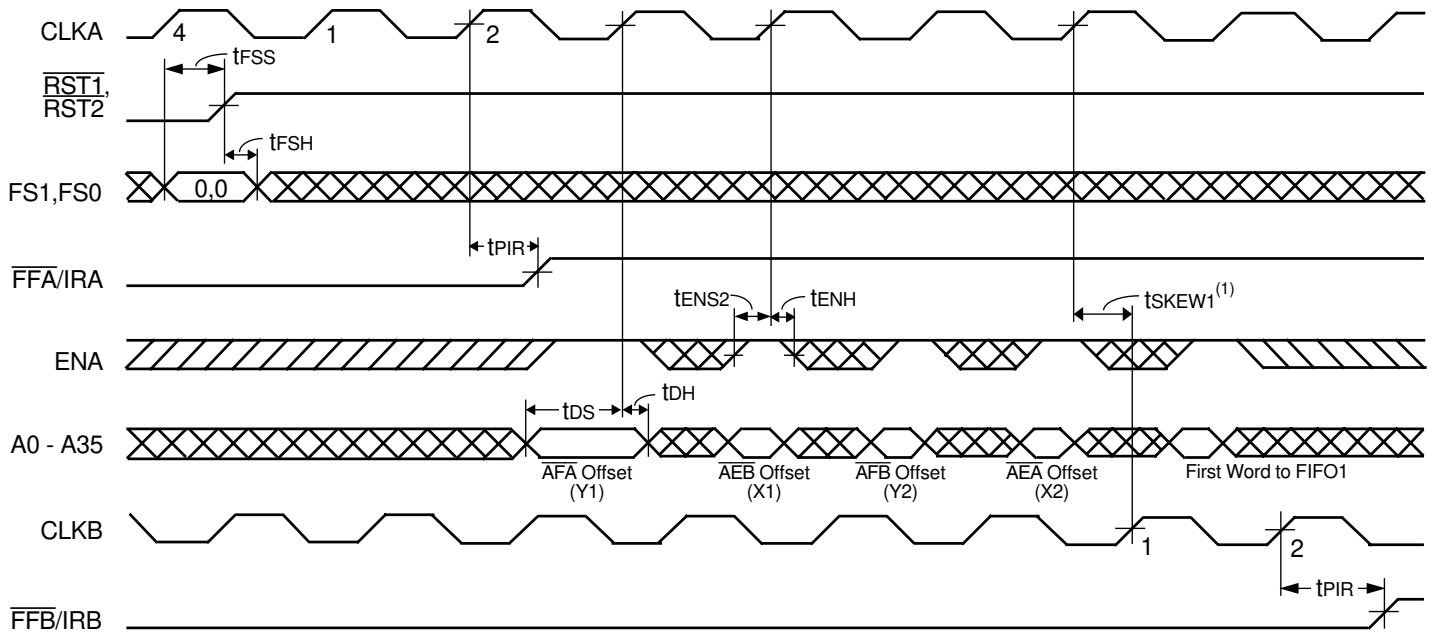 CLKA
4
1
2
tFSS
RST1,
RST2
tFSH
FS1,FS0
0,0
tPIR
FFA/IRA
tENS2
tENH
tSKEW1(1)
ENA
tDS
tDH
A0 - A35
AFA Offset
(Y1)
AEB Offset
(X1)
AFB Offset
(Y2)
AEA Offset
(X2)
First Word to FIFO1
CLKB
1
2
tPIR
FFB/IRB